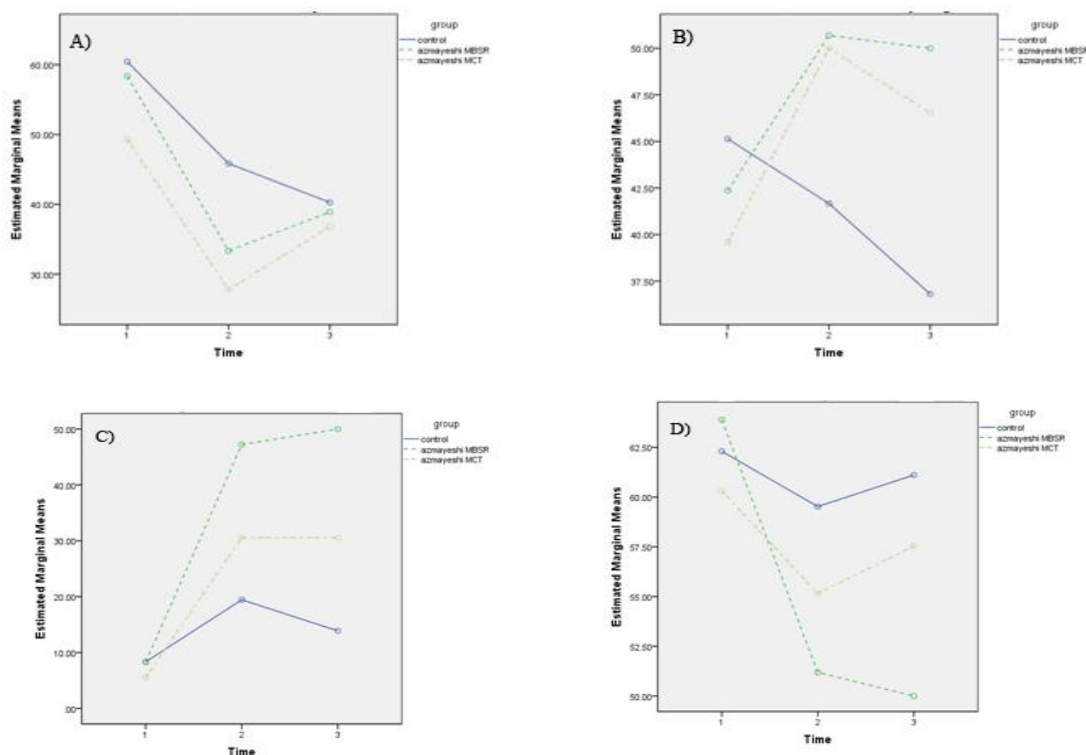 A)
group
control
azmayeshi MBSR
azmayeshi MCT
60.00
50.00
40.00
30.00
Estimated Marginal Means
1
2
3
Time
B)
group
control
azmayeshi MBSR
azmayeshi MCT
50.00
47.50
45.00
42.50
40.00
37.50
Estimated Marginal Means
1
2
3
Time
C)
group
control
azmayeshi MBSR
azmayeshi MCT
50.00
40.00
30.00
20.00
10.00
.00
Estimated Marginal Means
1
2
3
Time
D)
group
control
azmayeshi MBSR
azmayeshi MCT
62.50
60.00
57.50
55.00
52.50
50.00
Estimated Marginal Means
1
2
3
Time